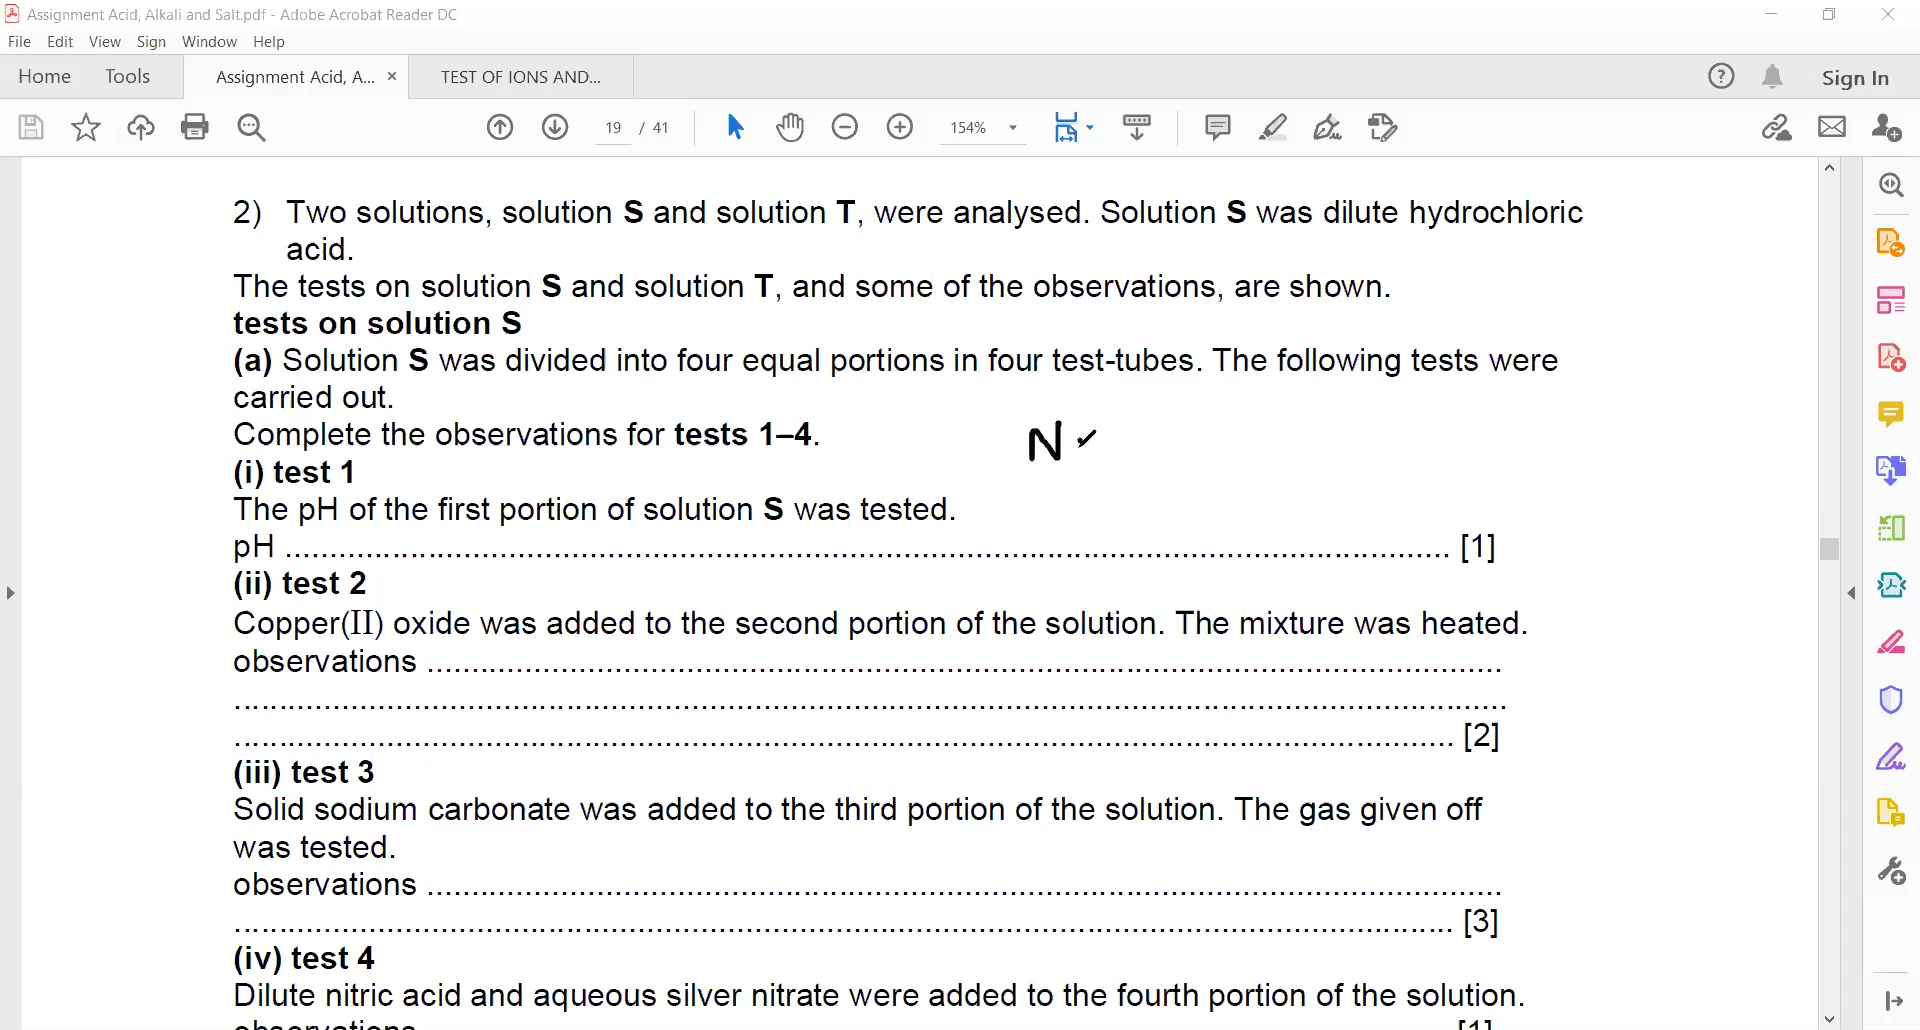 Assignment Acid, Alkali and Salt.pdf - Adobe Acrobat Reader DC
File Edit View Sign Window Help
Home Tools Assignment Acid, A... × TEST OF IONS AND... Sign In
19 / 41 154%
2) Two solutions, solution S and solution T, were analysed. Solution S was dilute hydrochloric
acid.
The tests on solution S and solution T, and some of the observations, are shown.
tests on solution S
(a) Solution S was divided into four equal portions in four test-tubes. The following tests were
carried out.
Complete the observations for tests 1–4.
N
(i) test 1
The pH of the first portion of solution S was tested.
pH .......................................................................................................................... [1]
(ii) test 2
Copper(II) oxide was added to the second portion of the solution. The mixture was heated.
observations ..................................................................................................................
.....................................................................................................................................
............................................................................................................................... [2]
(iii) test 3
Solid sodium carbonate was added to the third portion of the solution. The gas given off
was tested.
observations ..................................................................................................................
............................................................................................................................... [3]
(iv) test 4
Dilute nitric acid and aqueous silver nitrate were added to the fourth portion of the solution.
observations [1]